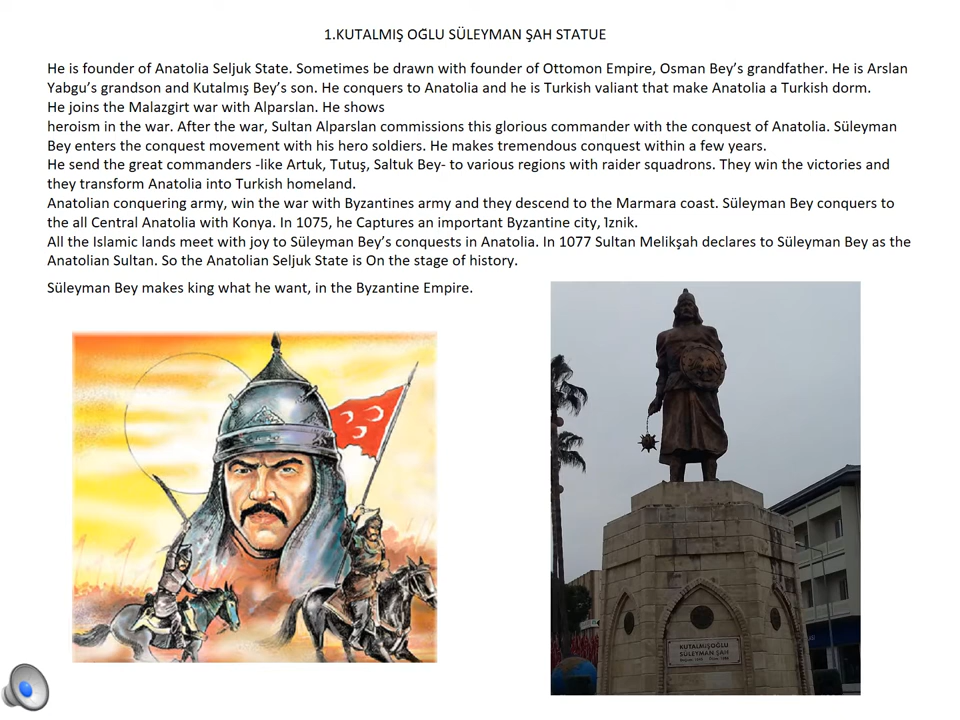 1.KUTALMIŞ OĞLU SÜLEYMAN ŞAH STATUE
He is founder of Anatolia Seljuk State. Sometimes be drawn with founder of Ottomon Empire, Osman Bey’s grandfather. He is Arslan
Yabgu’s grandson and Kutalmış Bey’s son. He conquers to Anatolia and he is Turkish valiant that make Anatolia a Turkish dorm.
He joins the Malazgirt war with Alparslan. He shows
heroism in the war. After the war, Sultan Alparslan commissions this glorious commander with the conquest of Anatolia. Süleyman
Bey enters the conquest movement with his hero soldiers. He makes tremendous conquest within a few years.
He send the great commanders -like Artuk, Tutuş, Saltuk Bey- to various regions with raider squadrons. They win the victories and
they transform Anatolia into Turkish homeland.
Anatolian conquering army, win the war with Byzantines army and they descend to the Marmara coast. Süleyman Bey conquers to
the all Central Anatolia with Konya. In 1075, he Captures an important Byzantine city, İznik.
All the Islamic lands meet with joy to Süleyman Bey’s conquests in Anatolia. In 1077 Sultan Melikşah declares to Süleyman Bey as the
Anatolian Sultan. So the Anatolian Seljuk State is On the stage of history.
Süleyman Bey makes king what he want, in the Byzantine Empire.
KUTALMIŞOĞLU
SÜLEYMAN ŞAH